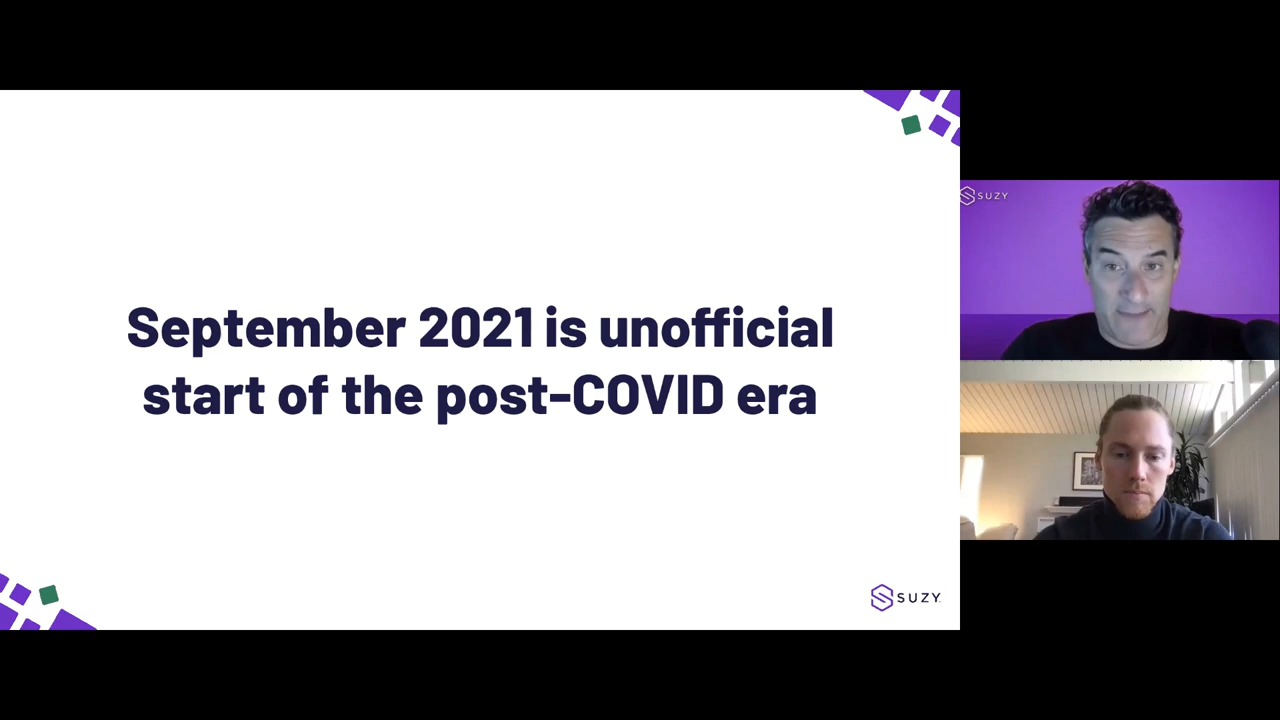 September 2021 is unofficial
start of the post-COVID era
SUZY
SUZY